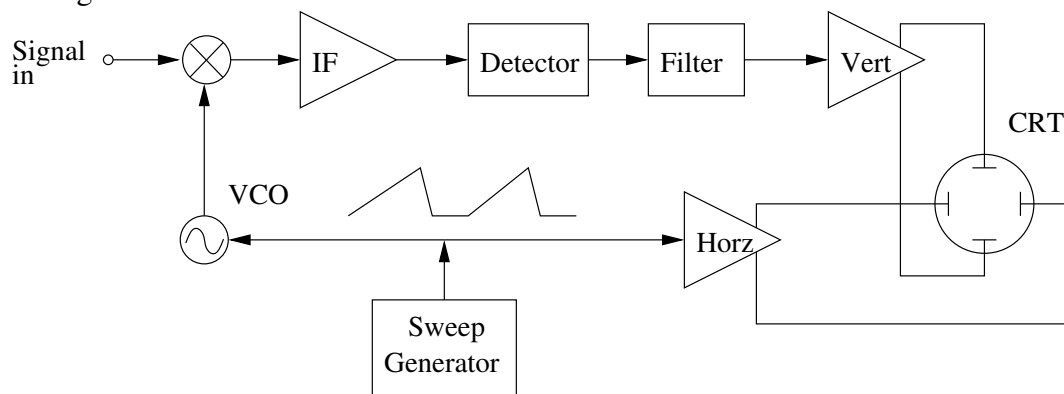 Signal
in
IF
Detector
Filter
Vert
CRT
VCO
Horz
Sweep
Generator